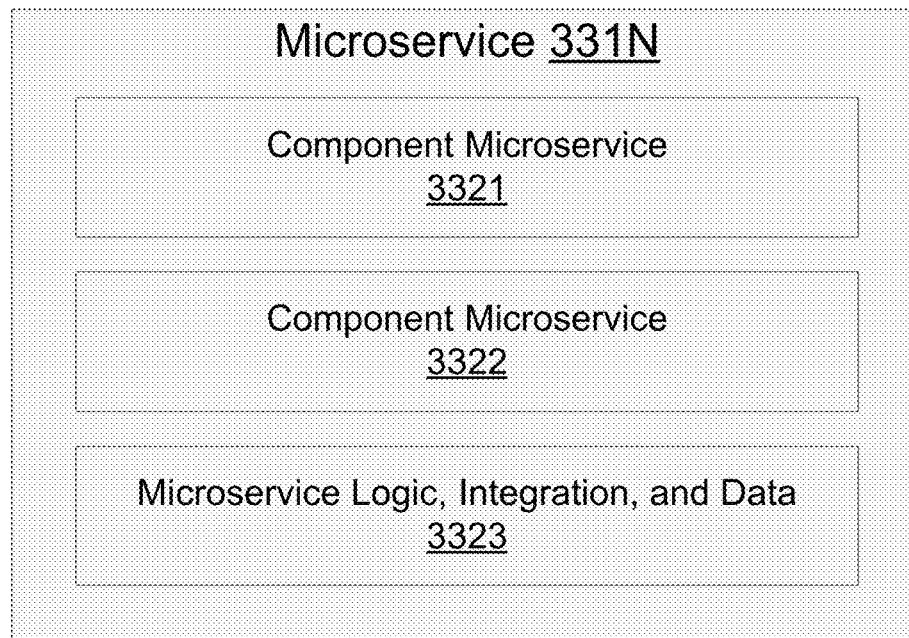 Microservice 331N
Component Microservice
3321
Component Microservice
3322
Microservice Logic, Integration, and Data
3323